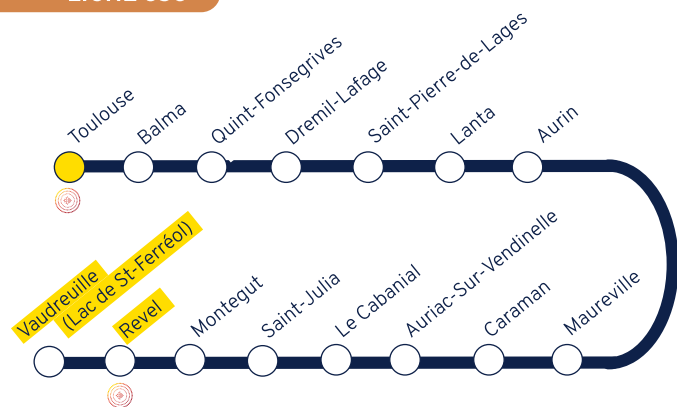 Toulouse
Balma
Quint-Fonsegrives
Dremil-Lafage
Saint-Pierre-de-Lages
Lanta
Aurin
Vaudreuille
(Lac de St-Ferréol)
Revel
Montegut
Saint-Julia
Le Cabanial
Auriac-Sur-Vendinelle
Caraman
Maureville